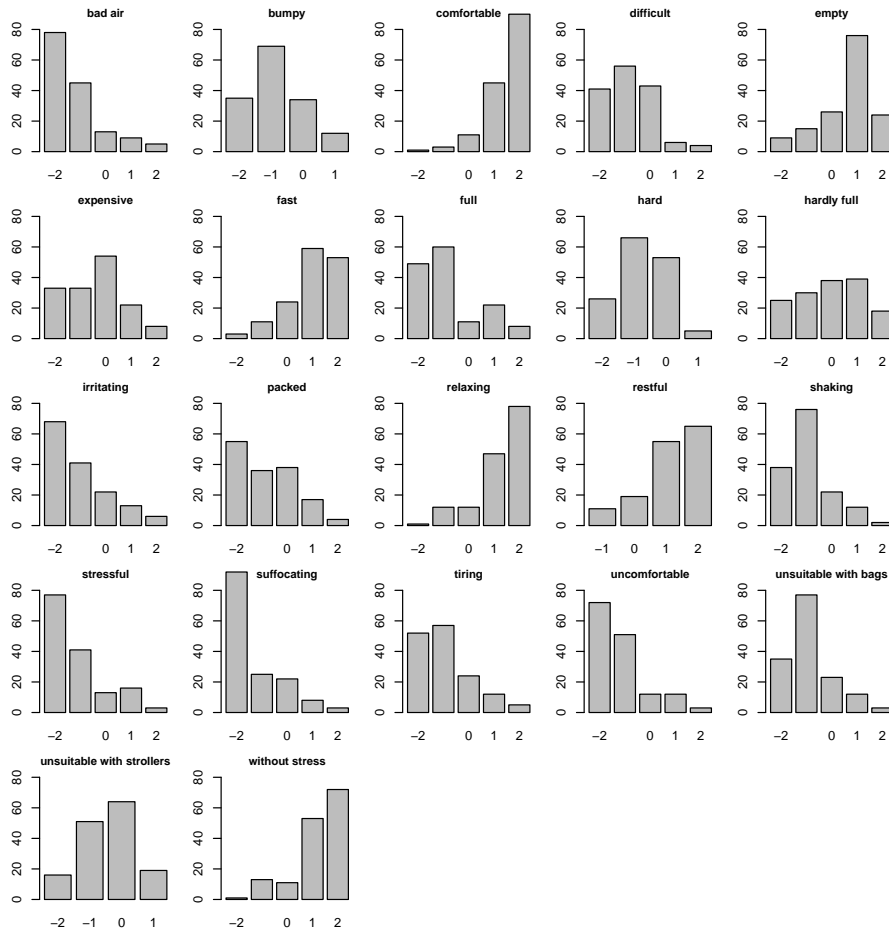 bad air bumpy comfortable difficult empty
0 20 40 60 80 0 20 40 60 80 0 20 40 60 80 0 20 40 60 80 0 20 40 60 80
−2 0 1 2 −2 −1 0 1 −2 0 1 2 −2 0 1 2 −2 0 1 2
expensive fast full hard hardly full
0 20 40 60 80 0 20 40 60 80 0 20 40 60 80 0 20 40 60 80 0 20 40 60 80
−2 0 1 2 −2 0 1 2 −2 0 1 2 −2 −1 0 1 −2 0 1 2
irritating packed relaxing restful shaking
0 20 40 60 80 0 20 40 60 80 0 20 40 60 80 0 20 40 60 80 0 20 40 60 80
−2 0 1 2 −2 0 1 2 −2 0 1 2 −1 0 1 2 −2 0 1 2
stressful suffocating tiring uncomfortable unsuitable with bags
0 20 40 60 80 0 20 40 60 80 0 20 40 60 80 0 20 40 60 80 0 20 40 60 80
−2 0 1 2 −2 0 1 2 −2 0 1 2 −2 0 1 2 −2 0 1 2
unsuitable with strollers without stress
0 20 40 60 80 0 20 40 60 80
−2 −1 0 1 −2 0 1 2